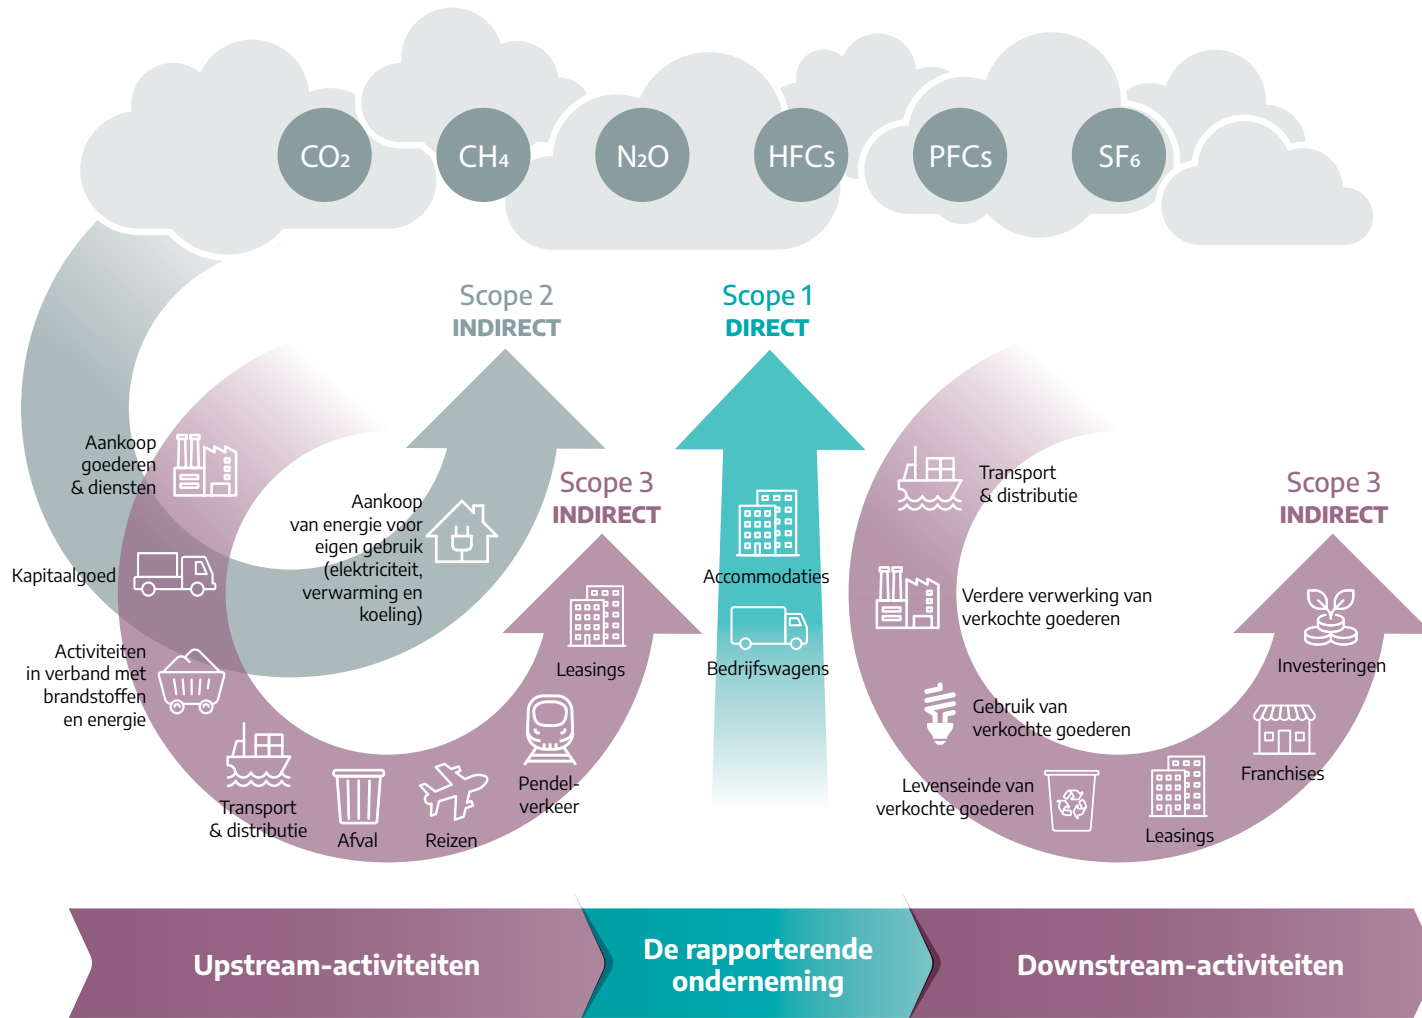 CO₂
CH₄
N₂O
HFCs
PFCs
SF₆
Scope 2
INDIRECT
Scope 1
DIRECT
Aankoop
goederen
& diensten
Kapitaalgoed
Activiteiten
in verband met
brandstoffen
en energie
Transport
& distributie
Afval
Reizen
Pendel-
verkeer
Leasings
Scope 3
INDIRECT
Aankoop
van energie voor
eigen gebruik
(elektriciteit,
verwarming en
koeling)
Accommodaties
Bedrijfswagens
Transport
& distributie
Verdere verwerking van
verkochte goederen
Gebruik van
verkochte goederen
Levenseinde van
verkochte goederen
Leasings
Franchises
Investeringen
Scope 3
INDIRECT
Upstream-activiteiten
De rapporterende
onderneming
Downstream-activiteiten